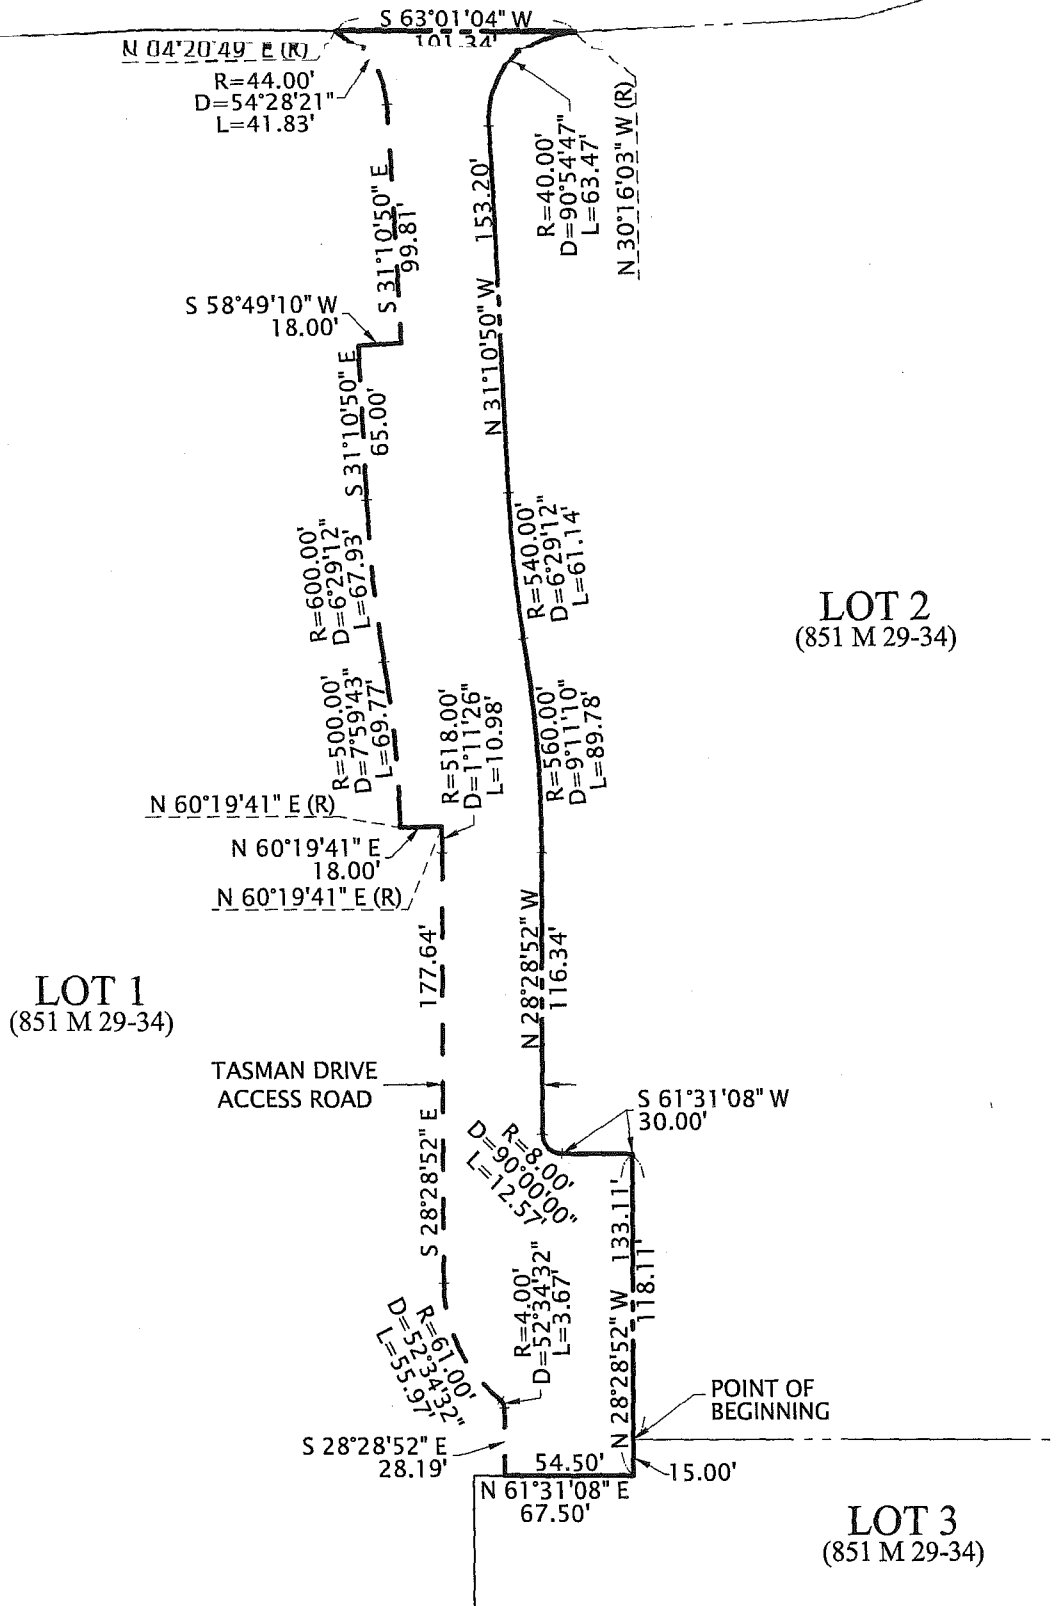 S 63°01'04" W
101.34'
N 04°20'49" E (R)
R=44.00'
D=54°28'21"
L=41.83'
S 31°10'50" E
99.81'
153.20'
N 31°10'50" W
R=40.00'
D=90°54'47"
L=63.47'
N 30°16'03" W (R)
S 58°49'10" W
18.00'
S 31°10'50" E
65.00'
R=600.00'
D=6°29'12"
L=67.93'
R=540.00'
D=6°29'12"
L=61.14'
LOT 2
(851 M 29-34)
R=500.00'
D=7°59'43"
L=69.77'
R=518.00'
D=1°11'26"
L=10.98'
R=560.00'
D=9°11'10"
L=89.78'
N 60°19'41" E (R)
N 60°19'41" E
18.00'
N 60°19'41" E (R)
177.64'
S 28°28'52" E
N 28°28'52" W
116.34'
LOT 1
(851 M 29-34)
TASMAN DRIVE
ACCESS ROAD
S 61°31'08" W
30.00'
R=8.00'
D=90°00'00"
L=12.57'
N 28°28'52" W 133.11'
118.11'
R=4.00'
D=52°34'32"
L=3.67'
R=61.00'
D=52°34'32"
L=55.97'
POINT OF
BEGINNING
S 28°28'52" E
28.19'
54.50'
15.00'
N 61°31'08" E
67.50'
LOT 3
(851 M 29-34)